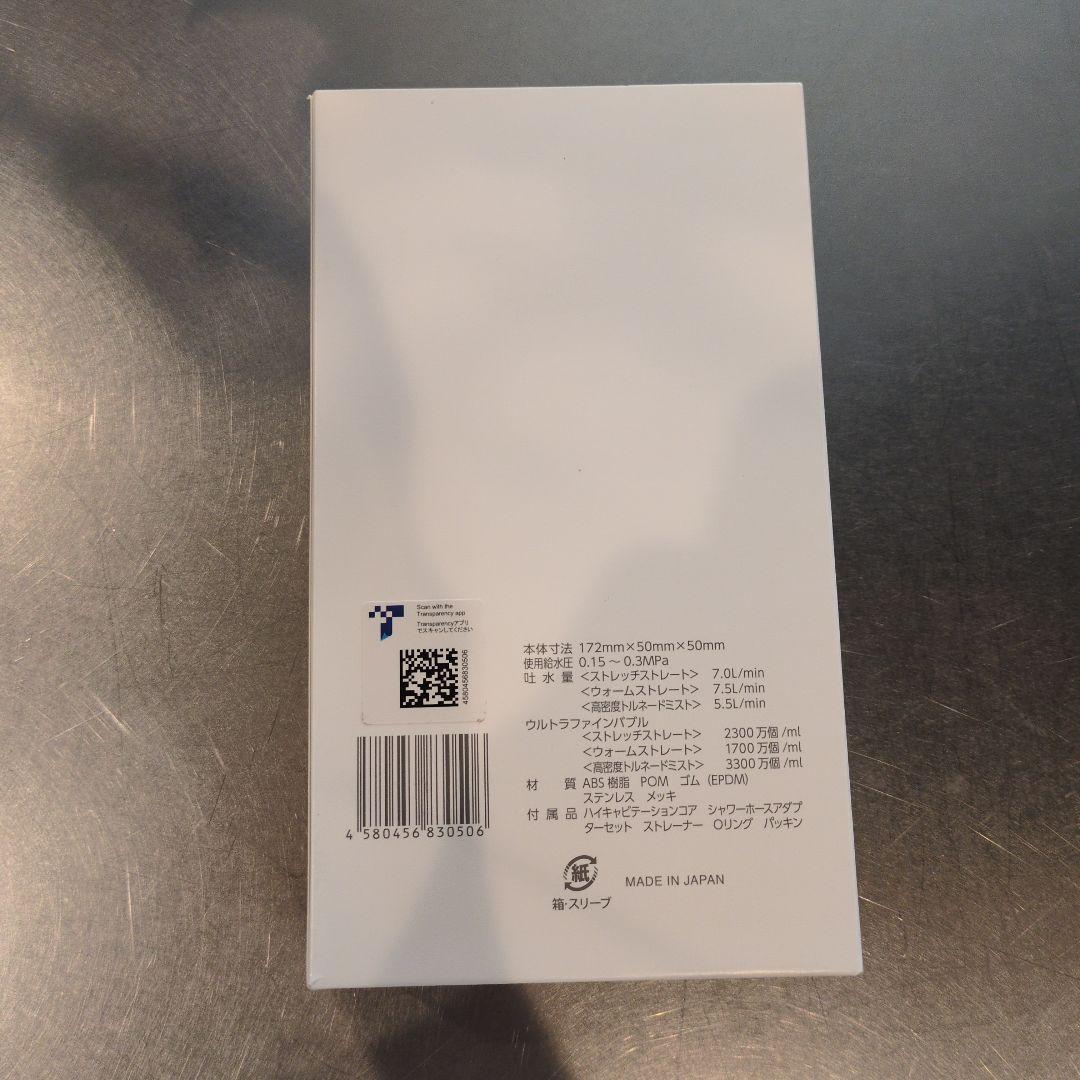 Scan with the
Transparency app
Transparencyアプリ
でスキャンしてください
4580456830506
4 580456 830506
本体寸法 172mm×50mm×50mm
使用給水圧 0.15～0.3MPa
吐水量 <ストレッチストレート> 7.0L/min
<ウォームストレート> 7.5L/min
<高密度トルネードミスト> 5.5L/min
ウルトラファインバブル
<ストレッチストレート> 2300万個/ml
<ウォームストレート> 1700万個/ml
<高密度トルネードミスト> 3300万個/ml
材質 ABS樹脂 POM ゴム (EPDM)
ステンレス メッキ
付属品 ハイキャビテーションコア シャワーホースアダプ
ターセット ストレーナー Oリング パッキン
紙
箱・スリーブ
MADE IN JAPAN